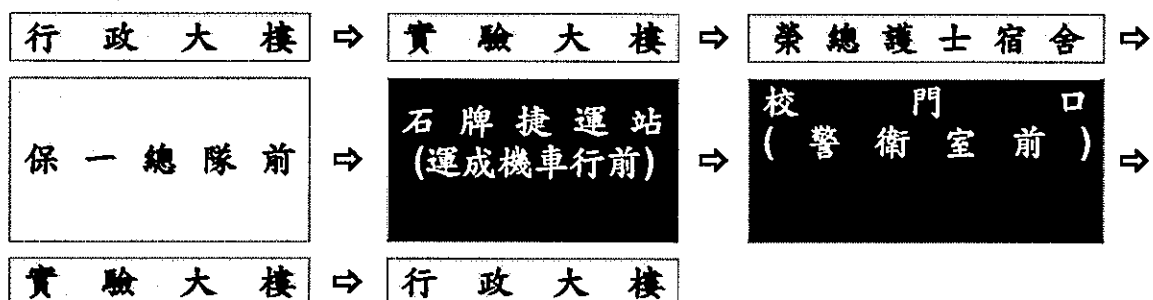 行政大樓 ⇨ 實驗大樓 ⇨ 榮總護士宿舍 ⇨
保一總隊前 ⇨ 石牌捷運站 (運成機車行前) ⇨ 校門口 (警衛室前) ⇨
實驗大樓 ⇨ 行政大樓